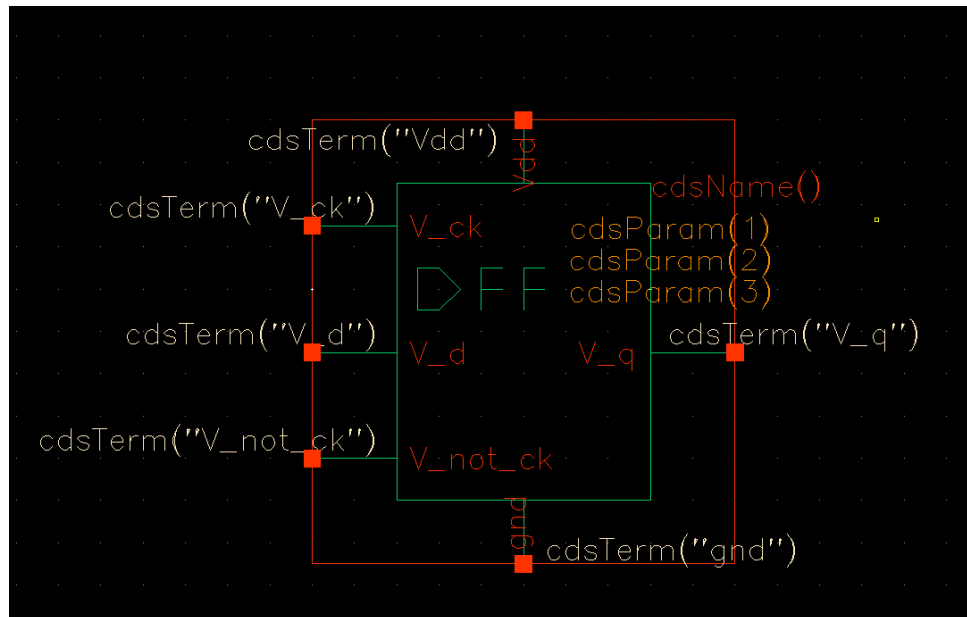 cdsTerm("Vdd")
Vdd
cdsName()
cdsTerm("V_ck")
V_ck
cdsParam(1)
cdsParam(2)
DFF
cdsParam(3)
cdsTerm("V_d")
cdsTerm("V_q")
V_d
V_q
cdsTerm("V_not_ck")
V_not_ck
gnd
cdsTerm("gnd")